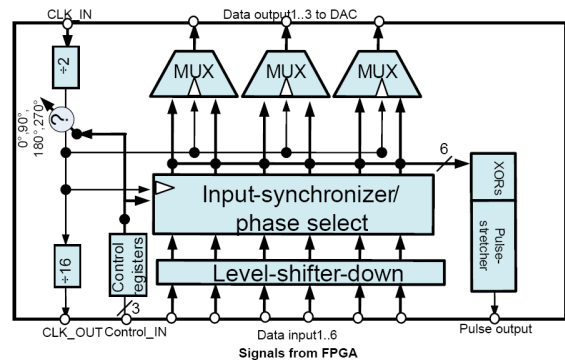 CLK_IN
Data output1..3 to DAC
÷2
MUX
MUX
MUX
0°,90°,
180°,270°
?
6
XORs
Input-synchronizer/
phase select
Pulse-
stretcher
÷16
Control
registers
Level-shifter-down
3
CLK_OUT
Control_IN
Data input1..6
Pulse output
Signals from FPGA